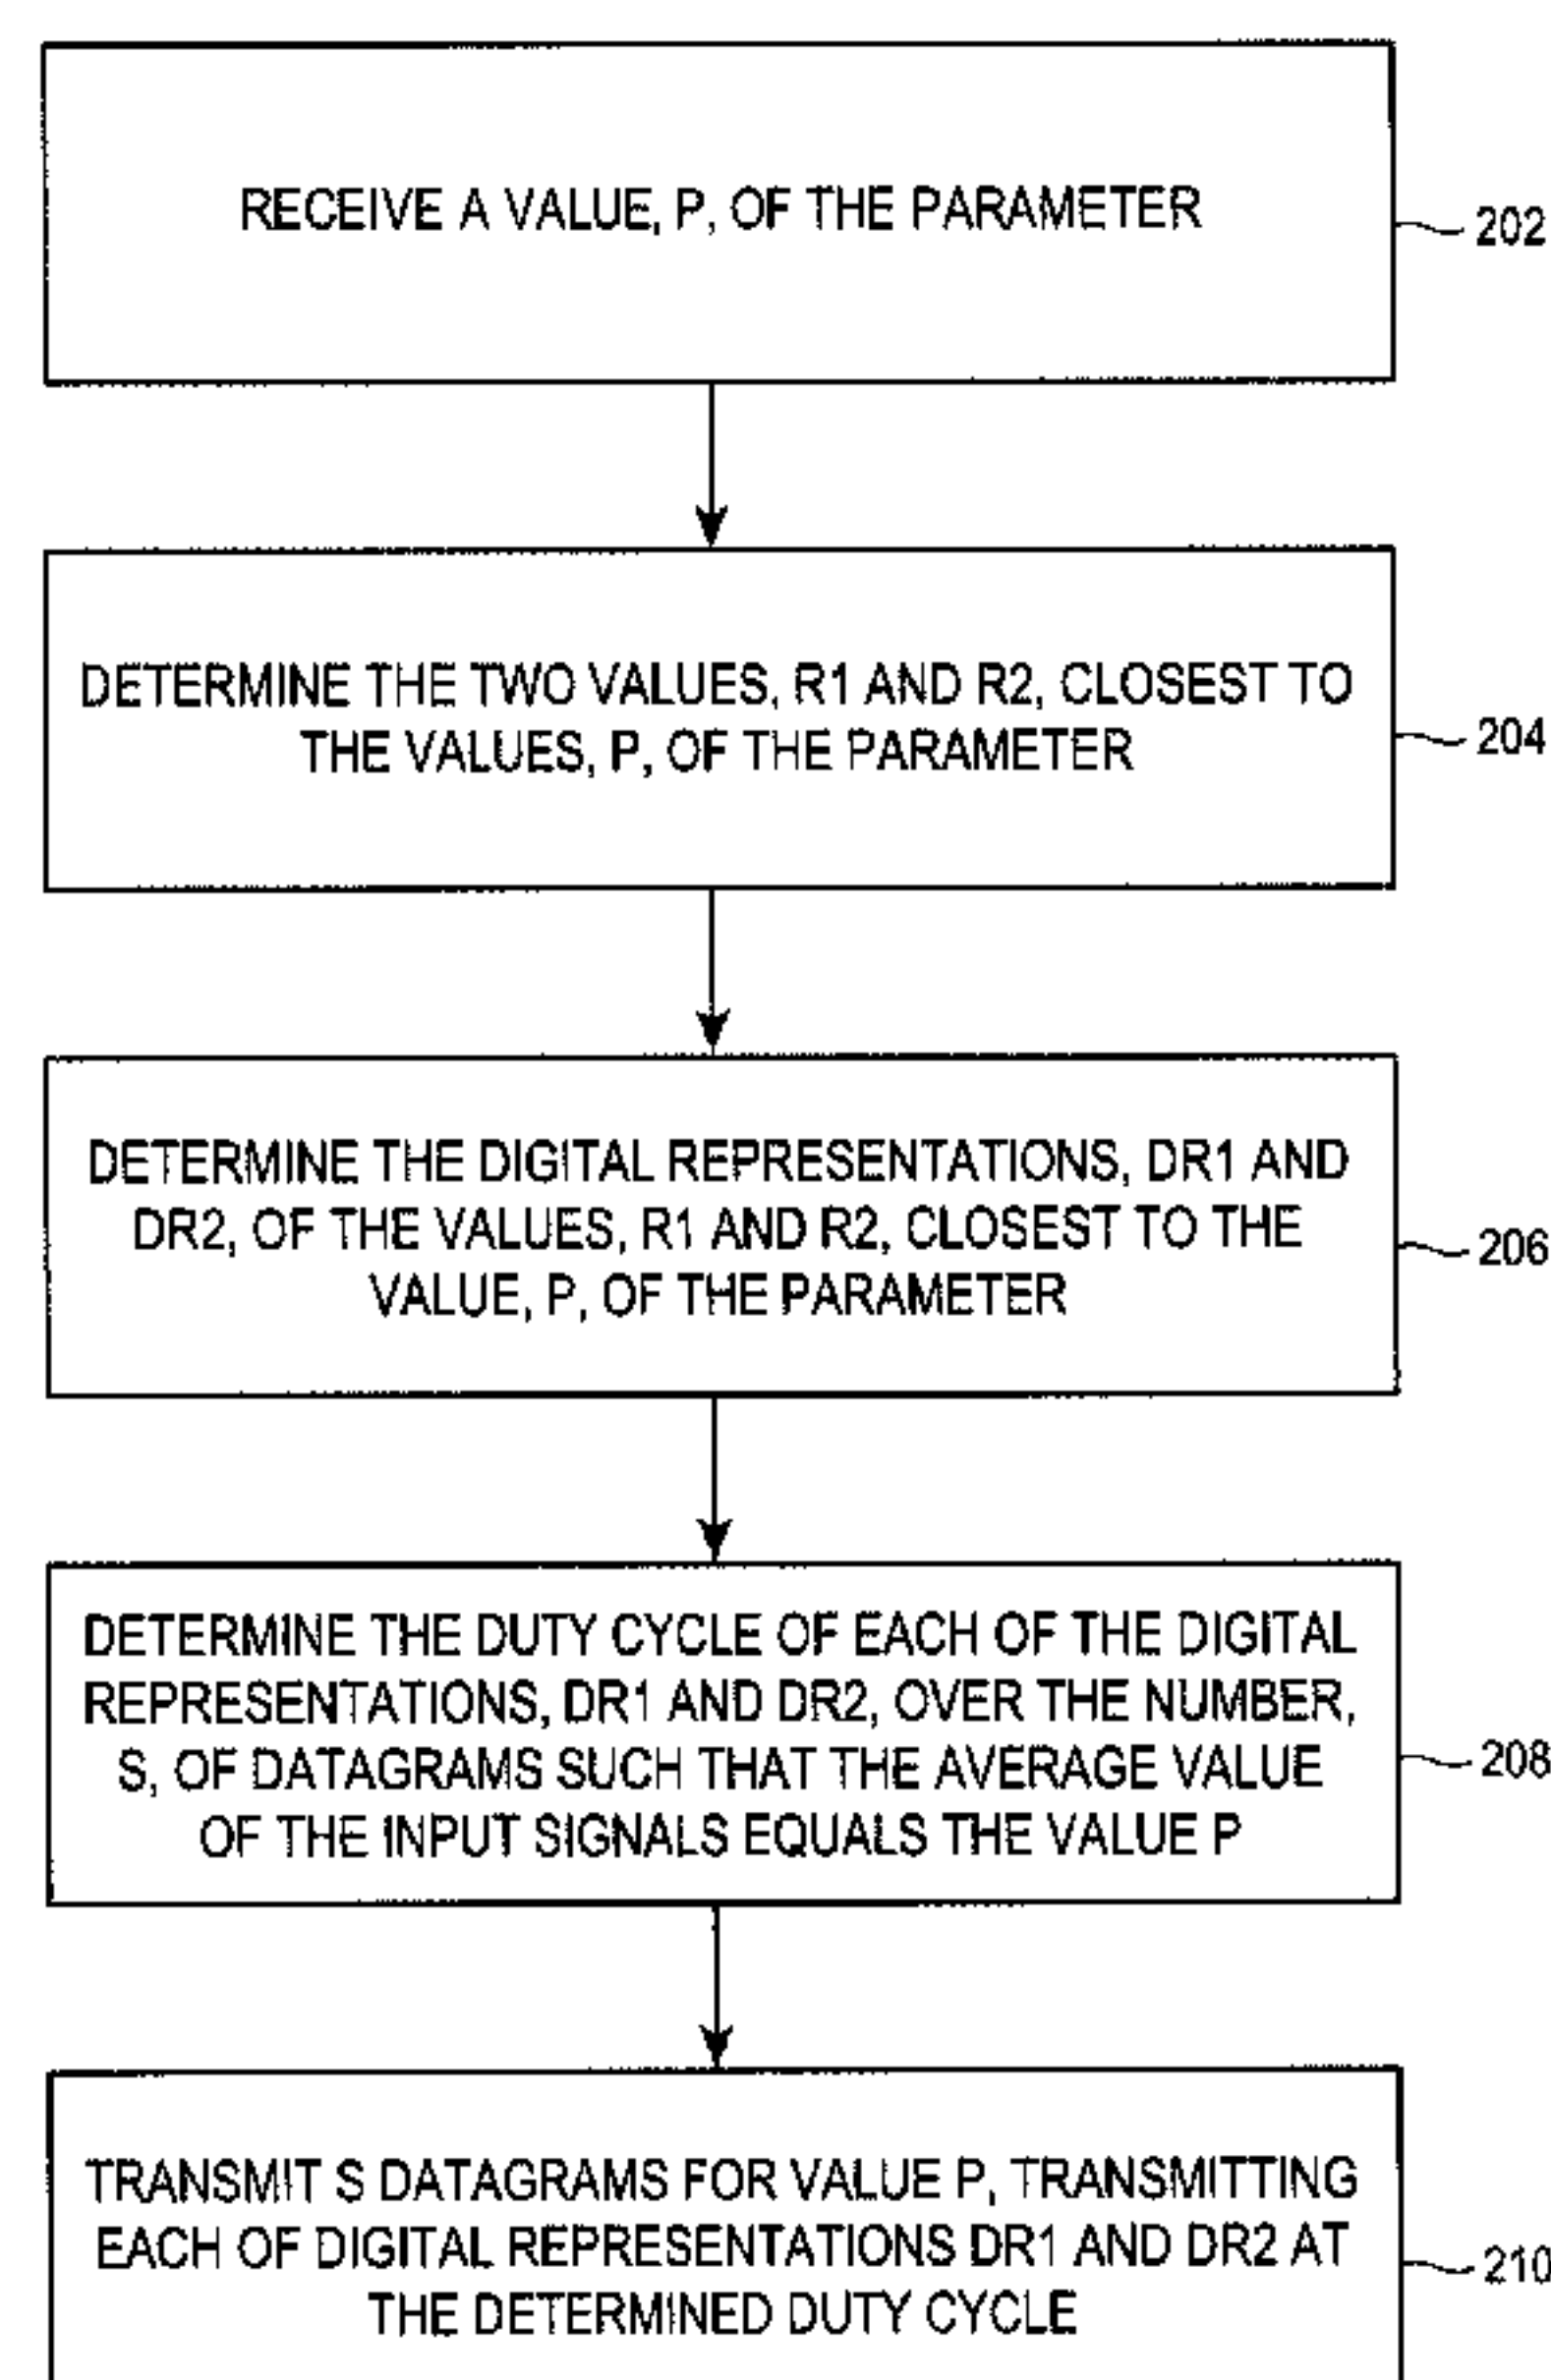 RECEIVE A VALUE, P, OF THE PARAMETER
202
DETERMINE THE TWO VALUES, R1 AND R2, CLOSEST TO
THE VALUES, P, OF THE PARAMETER
204
DETERMINE THE DIGITAL REPRESENTATIONS, DR1 AND
DR2, OF THE VALUES, R1 AND R2, CLOSEST TO THE
VALUE, P, OF THE PARAMETER
206
DETERMINE THE DUTY CYCLE OF EACH OF THE DIGITAL
REPRESENTATIONS, DR1 AND DR2, OVER THE NUMBER,
S, OF DATAGRAMS SUCH THAT THE AVERAGE VALUE
OF THE INPUT SIGNALS EQUALS THE VALUE P
208
TRANSMIT S DATAGRAMS FOR VALUE P, TRANSMITTING
EACH OF DIGITAL REPRESENTATIONS DR1 AND DR2 AT
THE DETERMINED DUTY CYCLE
210